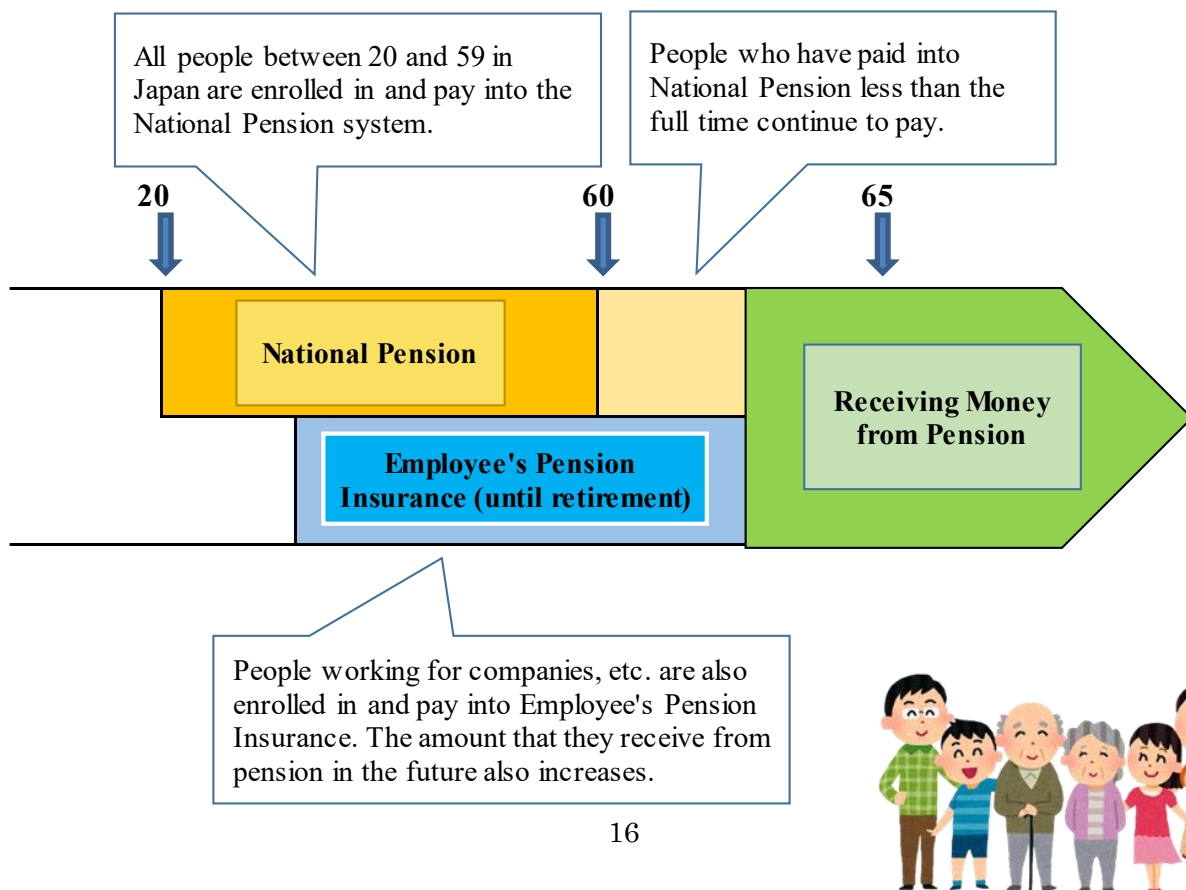 All people between 20 and 59 in
Japan are enrolled in and pay into the
National Pension system.
People who have paid into
National Pension less than the
full time continue to pay.
20
60
65
National Pension
Employee's Pension
Insurance (until retirement)
Receiving Money
from Pension
People working for companies, etc. are also
enrolled in and pay into Employee's Pension
Insurance. The amount that they receive from
pension in the future also increases.
16